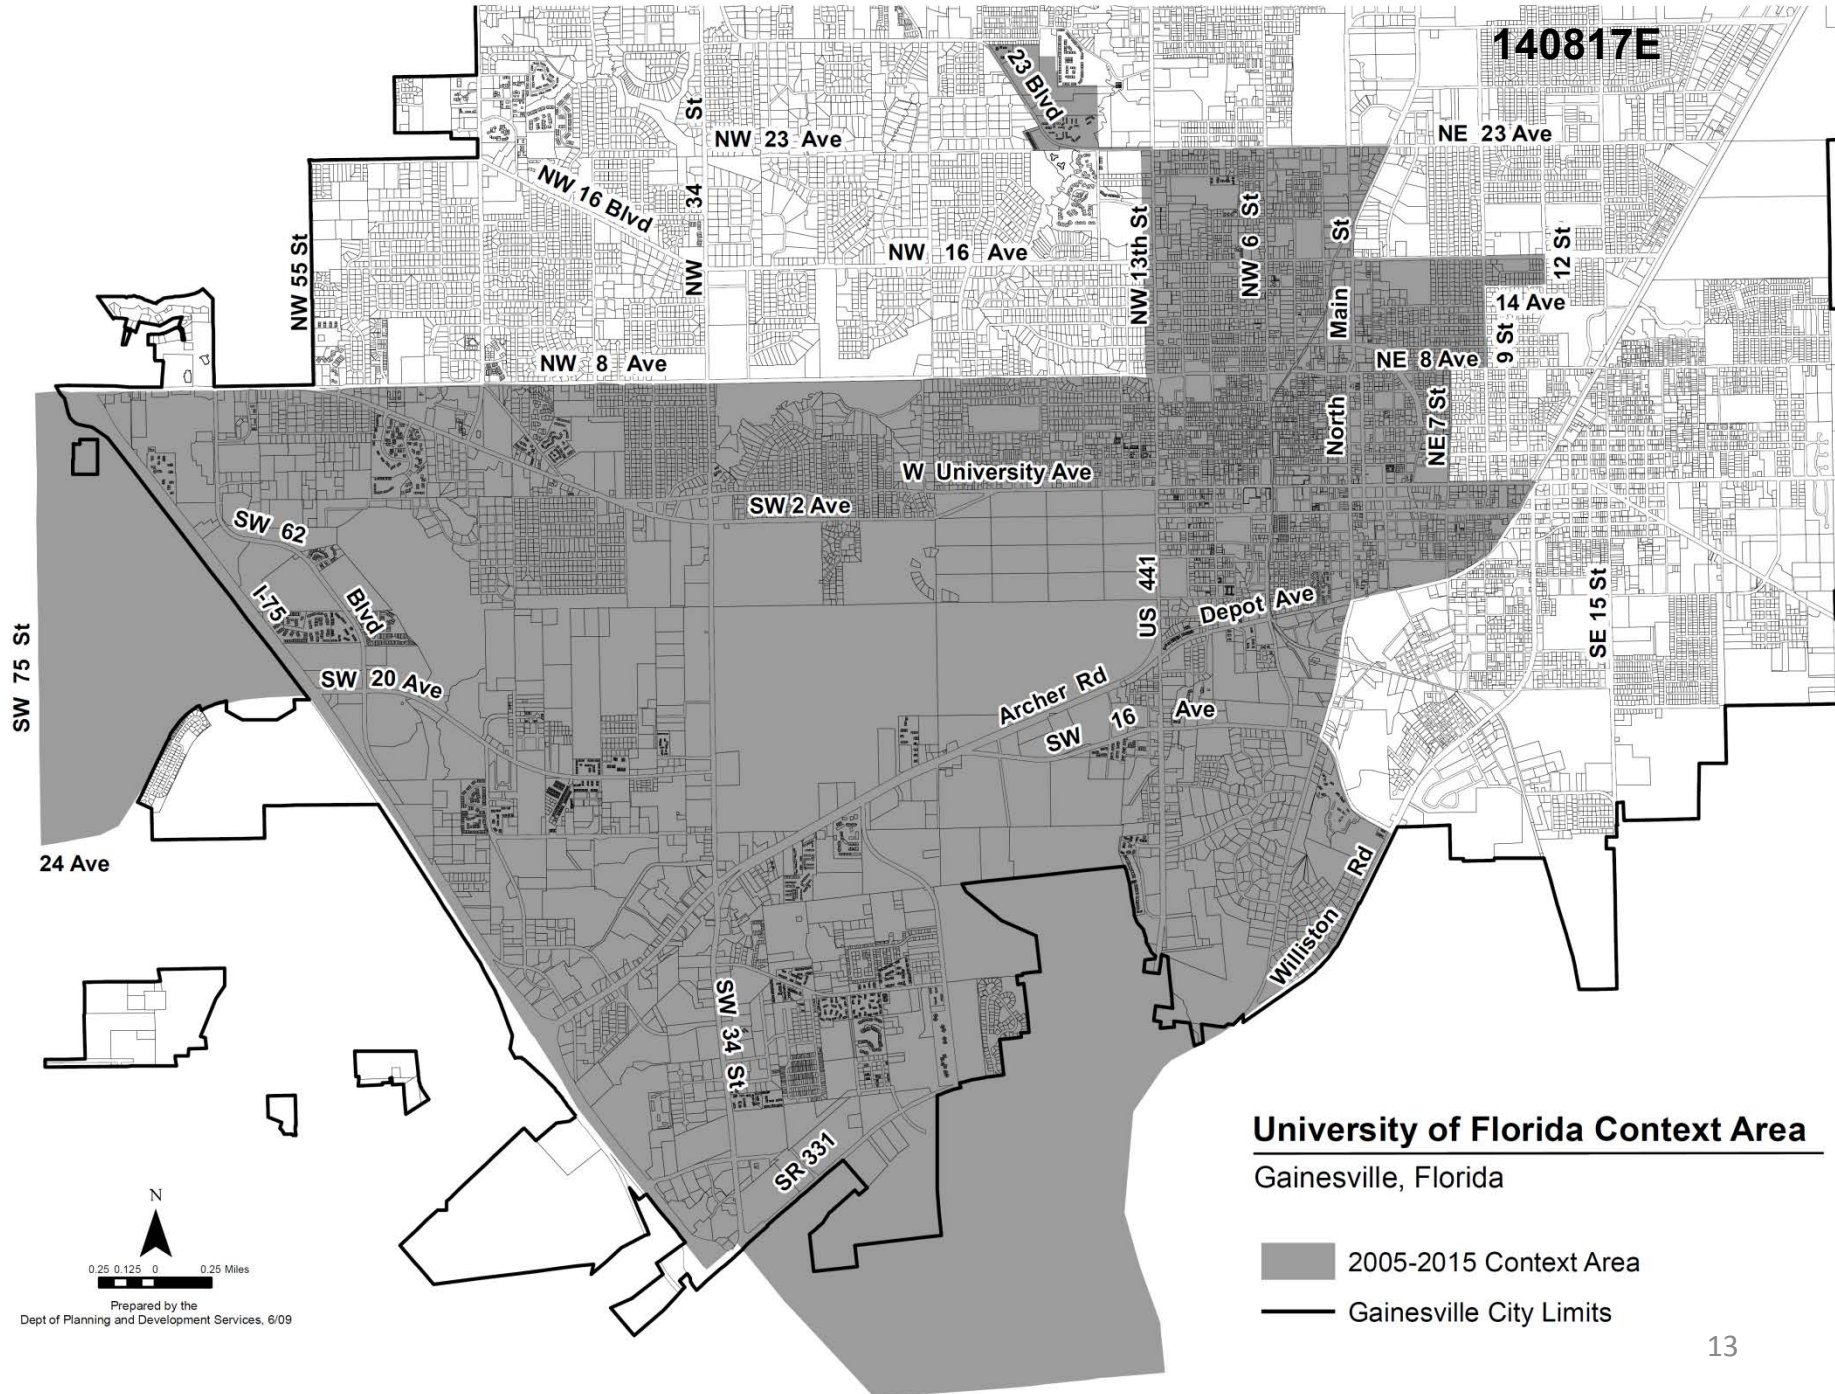 140817E
23 Blvd
NW 23 Ave
NE 23 Ave
NW 34 St
NW 16 Blvd
NW 55 St
NW 16 Ave
NW 13th St
NW 6 St
North Main St
12 St
14 Ave
9 St
NW 8 Ave
NE 8 Ave
NE 7 St
W University Ave
SW 2 Ave
SW 62 Blvd
I-75
US 441
Depot Ave
SE 15 St
SW 75 St
SW 20 Ave
Archer Rd
SW 16 Ave
24 Ave
Williston Rd
SW 34 St
SR 331
University of Florida Context Area
Gainesville, Florida
2005-2015 Context Area
Gainesville City Limits
N
0.25 0.125 0 0.25 Miles
Prepared by the
Dept of Planning and Development Services, 6/09
13